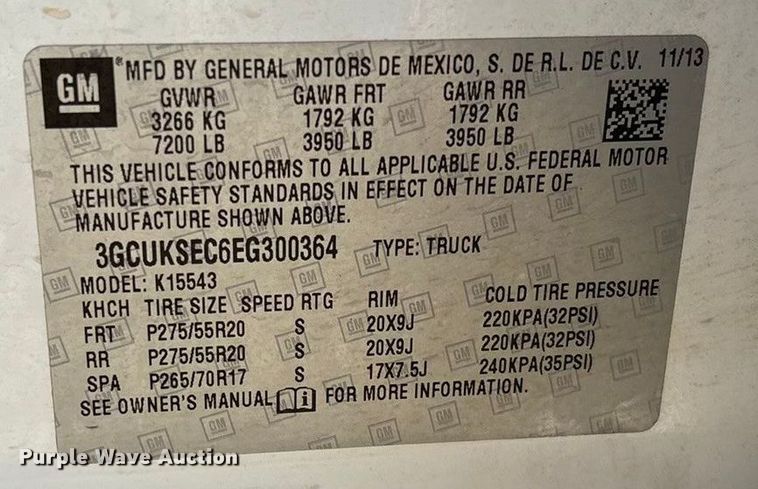 GM
MFD BY GENERAL MOTORS DE MEXICO, S. DE R.L. DE C.V. 11/13
GVWR GAWR FRT GAWR RR
3266 KG 1792 KG 1792 KG
7200 LB 3950 LB 3950 LB
THIS VEHICLE CONFORMS TO ALL APPLICABLE U.S. FEDERAL MOTOR
VEHICLE SAFETY STANDARDS IN EFFECT ON THE DATE OF
MANUFACTURE SHOWN ABOVE.
3GCUKSEC6EG300364 TYPE: TRUCK
MODEL: K15543
KHCH TIRE SIZE SPEED RTG RIM COLD TIRE PRESSURE
FRT P275/55R20 S 20X9J 220KPA(32PSI)
RR P275/55R20 S 20X9J 220KPA(32PSI)
SPA P265/70R17 S 17X7.5J 240KPA(35PSI)
SEE OWNER'S MANUAL i FOR MORE INFORMATION.
Purple Wave Auction